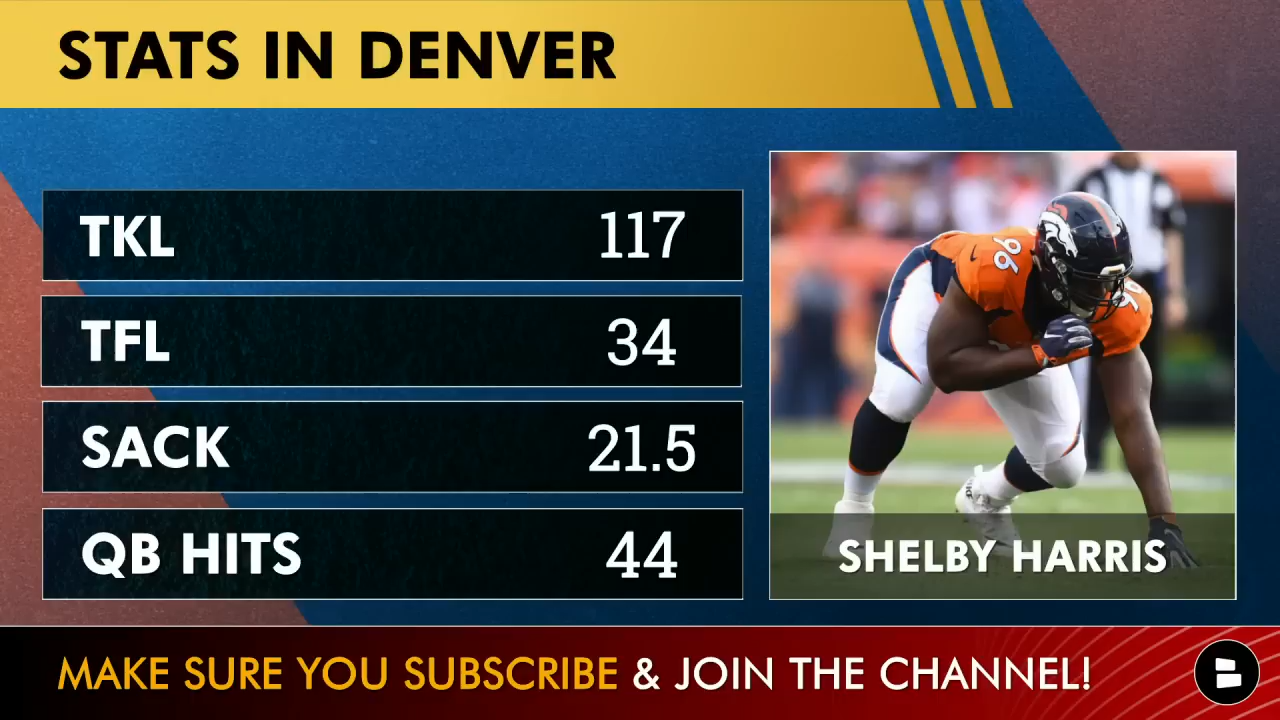 STATS IN DENVER
TKL 117
TFL 34
SACK 21.5
QB HITS 44
96
SHELBY HARRIS
MAKE SURE YOU SUBSCRIBE & JOIN THE CHANNEL!